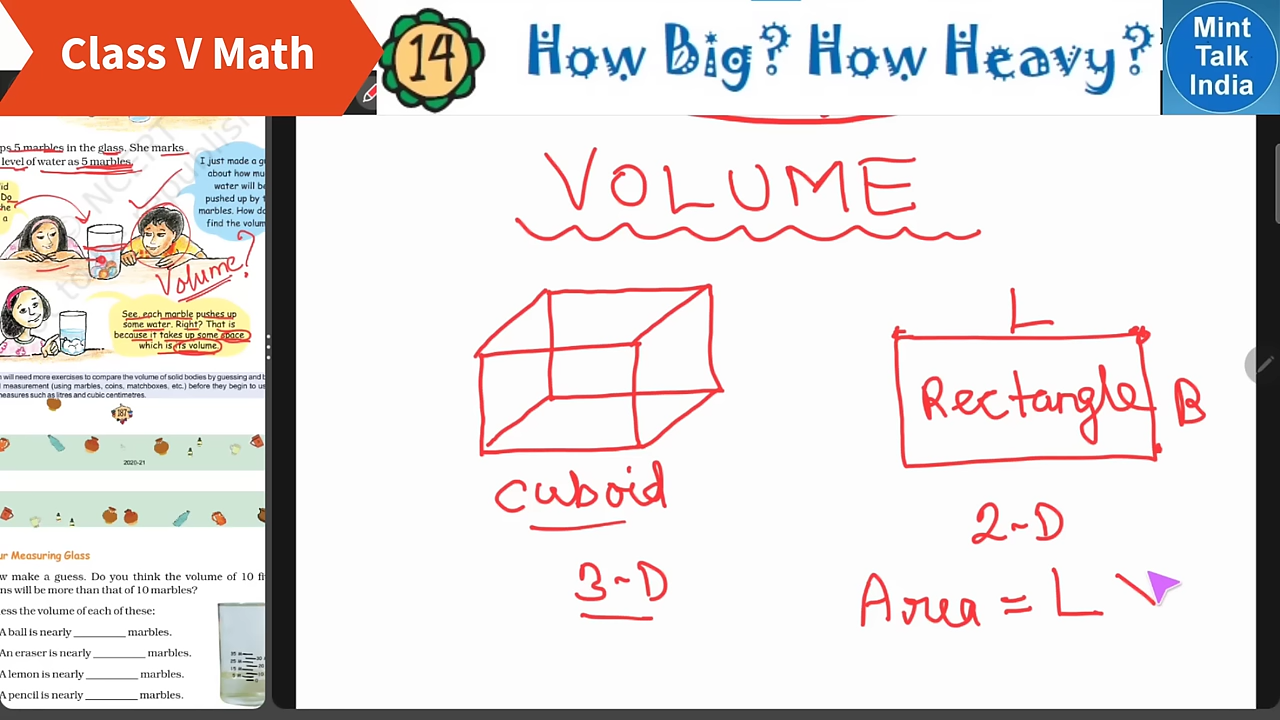 Class V Math
14
How Big? How Heavy?
Mint
Talk
India
ps 5 marbles in the glass. She marks
level of water as 5 marbles.
I just made a g
about how mu
water will be
pushed up by t
marbles. How do
find the volum
id
Do
he
a
Volume?
See, each marble pushes up
some water. Right? That is
because it takes up some space
which is its volume.
n will need more exercises to compare the volume of solid bodies by guessing and b
d measurement (using marbles, coins, matchboxes, etc.) before they begin to us
measures such as litres and cubic centimetres.
187
2020-21
ur Measuring Glass
w make a guess. Do you think the volume of 10 fi
ns will be more than that of 10 marbles?
ess the volume of each of these:
A ball is nearly ________ marbles.
An eraser is nearly ________ marbles.
A lemon is nearly ________ marbles.
A pencil is nearly ________ marbles.
VOLUME
L
Rectangle
B
cuboid
2-D
3-D
Area = L